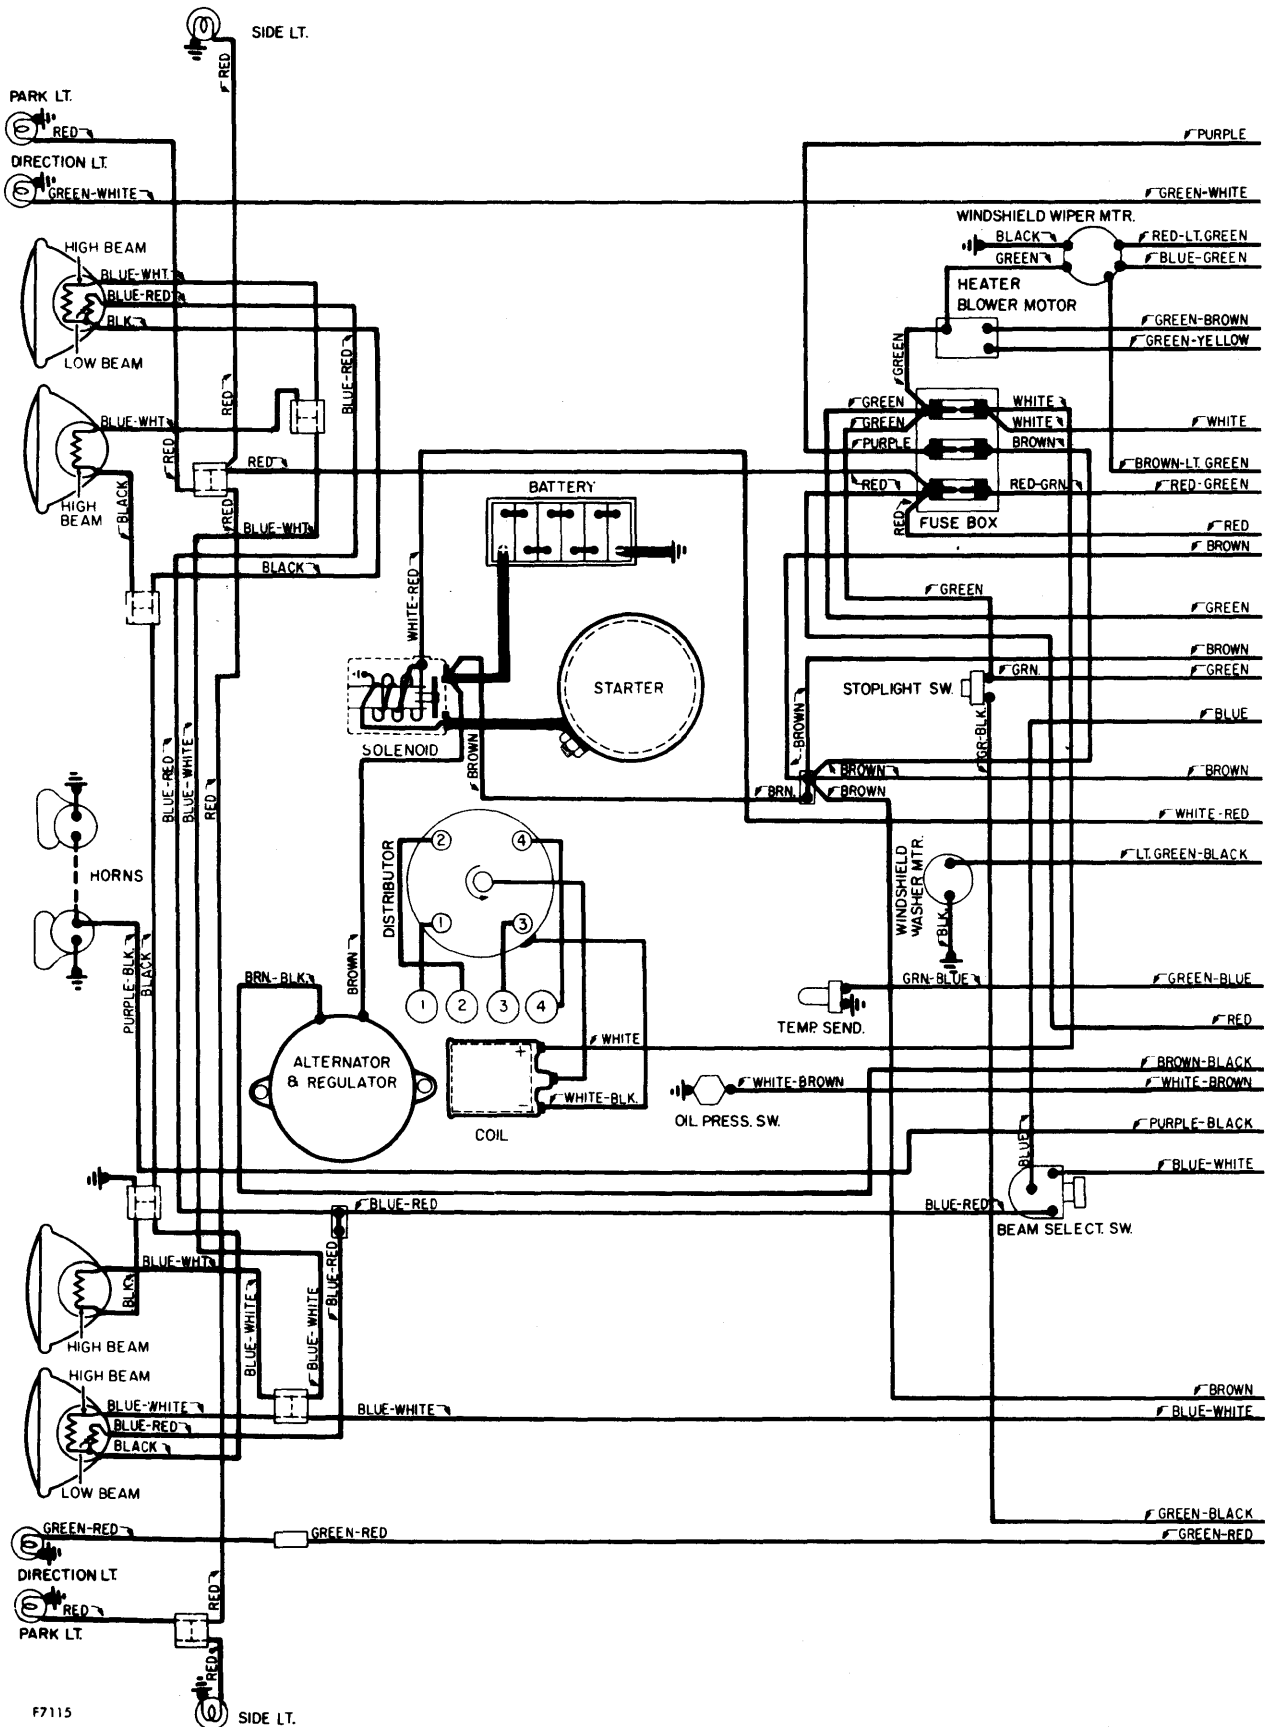 SIDE LT.
RED
PARK LT.
RED
DIRECTION LT.
GREEN-WHITE
PURPLE
GREEN-WHITE
WINDSHIELD WIPER MTR.
BLACK
RED-LT.GREEN
GREEN
BLUE-GREEN
HIGH BEAM
BLUE-WHT.
BLUE-RED
BLK.
LOW BEAM
HEATER
BLOWER MOTOR
GREEN-BROWN
GREEN-YELLOW
GREEN
BLUE-RED
RED
BLUE-WHT.
HIGH
BEAM
BLACK
RED
RED
RED
BLUE-WHT.
BLACK
GREEN
WHITE
GREEN
WHITE
WHITE
PURPLE
BROWN
BROWN-LT. GREEN
RED
RED-GRN.
RED-GREEN
RED
FUSE BOX
RED
BROWN
BATTERY
WHITE-RED
GREEN
GREEN
BROWN
STOPLIGHT SW.
GRN.
GREEN
STARTER
SOLENOID
BROWN
BROWN
GR-BLK.
BLUE
BROWN
BROWN
BRN.
BROWN
WHITE-RED
BLUE-RED
BLUE-WHITE
RED
HORNS
DISTRIBUTOR
2
4
1
3
1
2
3
4
WINDSHIELD
WASHER MTR.
LT.GREEN-BLACK
BLK.
PURPLE-BLK.
BLACK
BRN-BLK.
BROWN
GRN-BLUE
GREEN-BLUE
TEMP. SEND.
RED
ALTERNATOR
& REGULATOR
+
-
WHITE
WHITE-BLK.
COIL
WHITE-BROWN
OIL PRESS. SW.
BROWN-BLACK
WHITE-BROWN
PURPLE-BLACK
BLUE
BLUE-WHITE
BLUE-RED
BLUE-RED
BEAM SELECT. SW.
BLUE-WHT.
BLK.
HIGH BEAM
BLUE-WHITE
BLUE-WHITE
BLUE-RED
HIGH BEAM
BLUE-WHITE
BLUE-RED
BLACK
LOW BEAM
BLUE-WHITE
BROWN
BLUE-WHITE
GREEN-RED
GREEN-RED
GREEN-BLACK
GREEN-RED
DIRECTION LT.
RED
RED
PARK LT.
RED
F7115
SIDE LT.